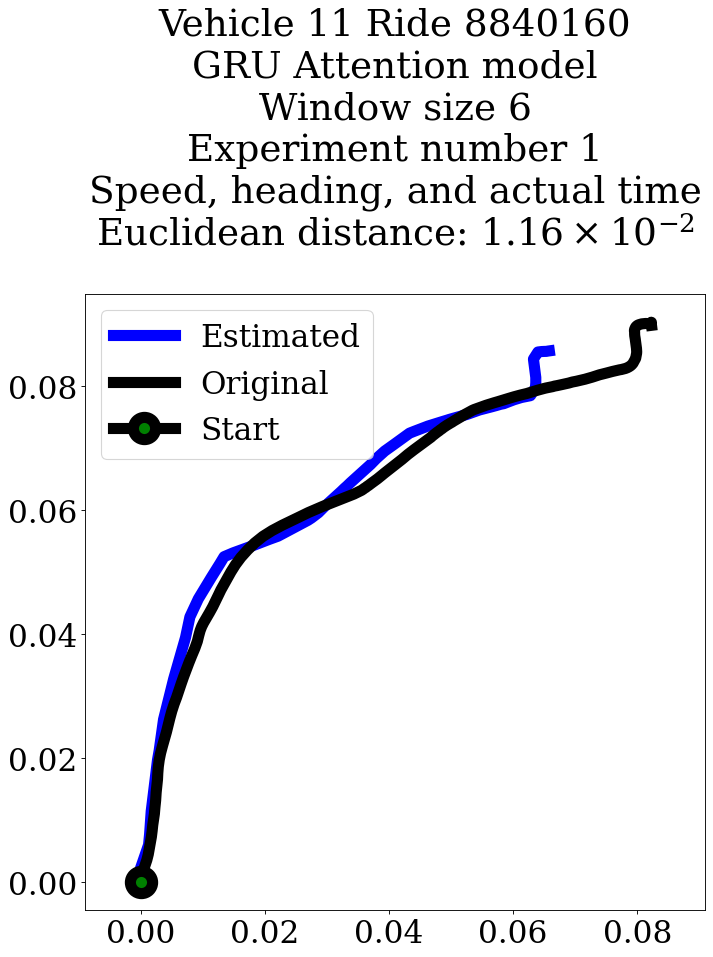 Vehicle 11 Ride 8840160
GRU Attention model
Window size 6
Experiment number 1
Speed, heading, and actual time
Euclidean distance: 1.16 × 10⁻²
Estimated
Original
Start
0.08
0.06
0.04
0.02
0.00
0.00 0.02 0.04 0.06 0.08